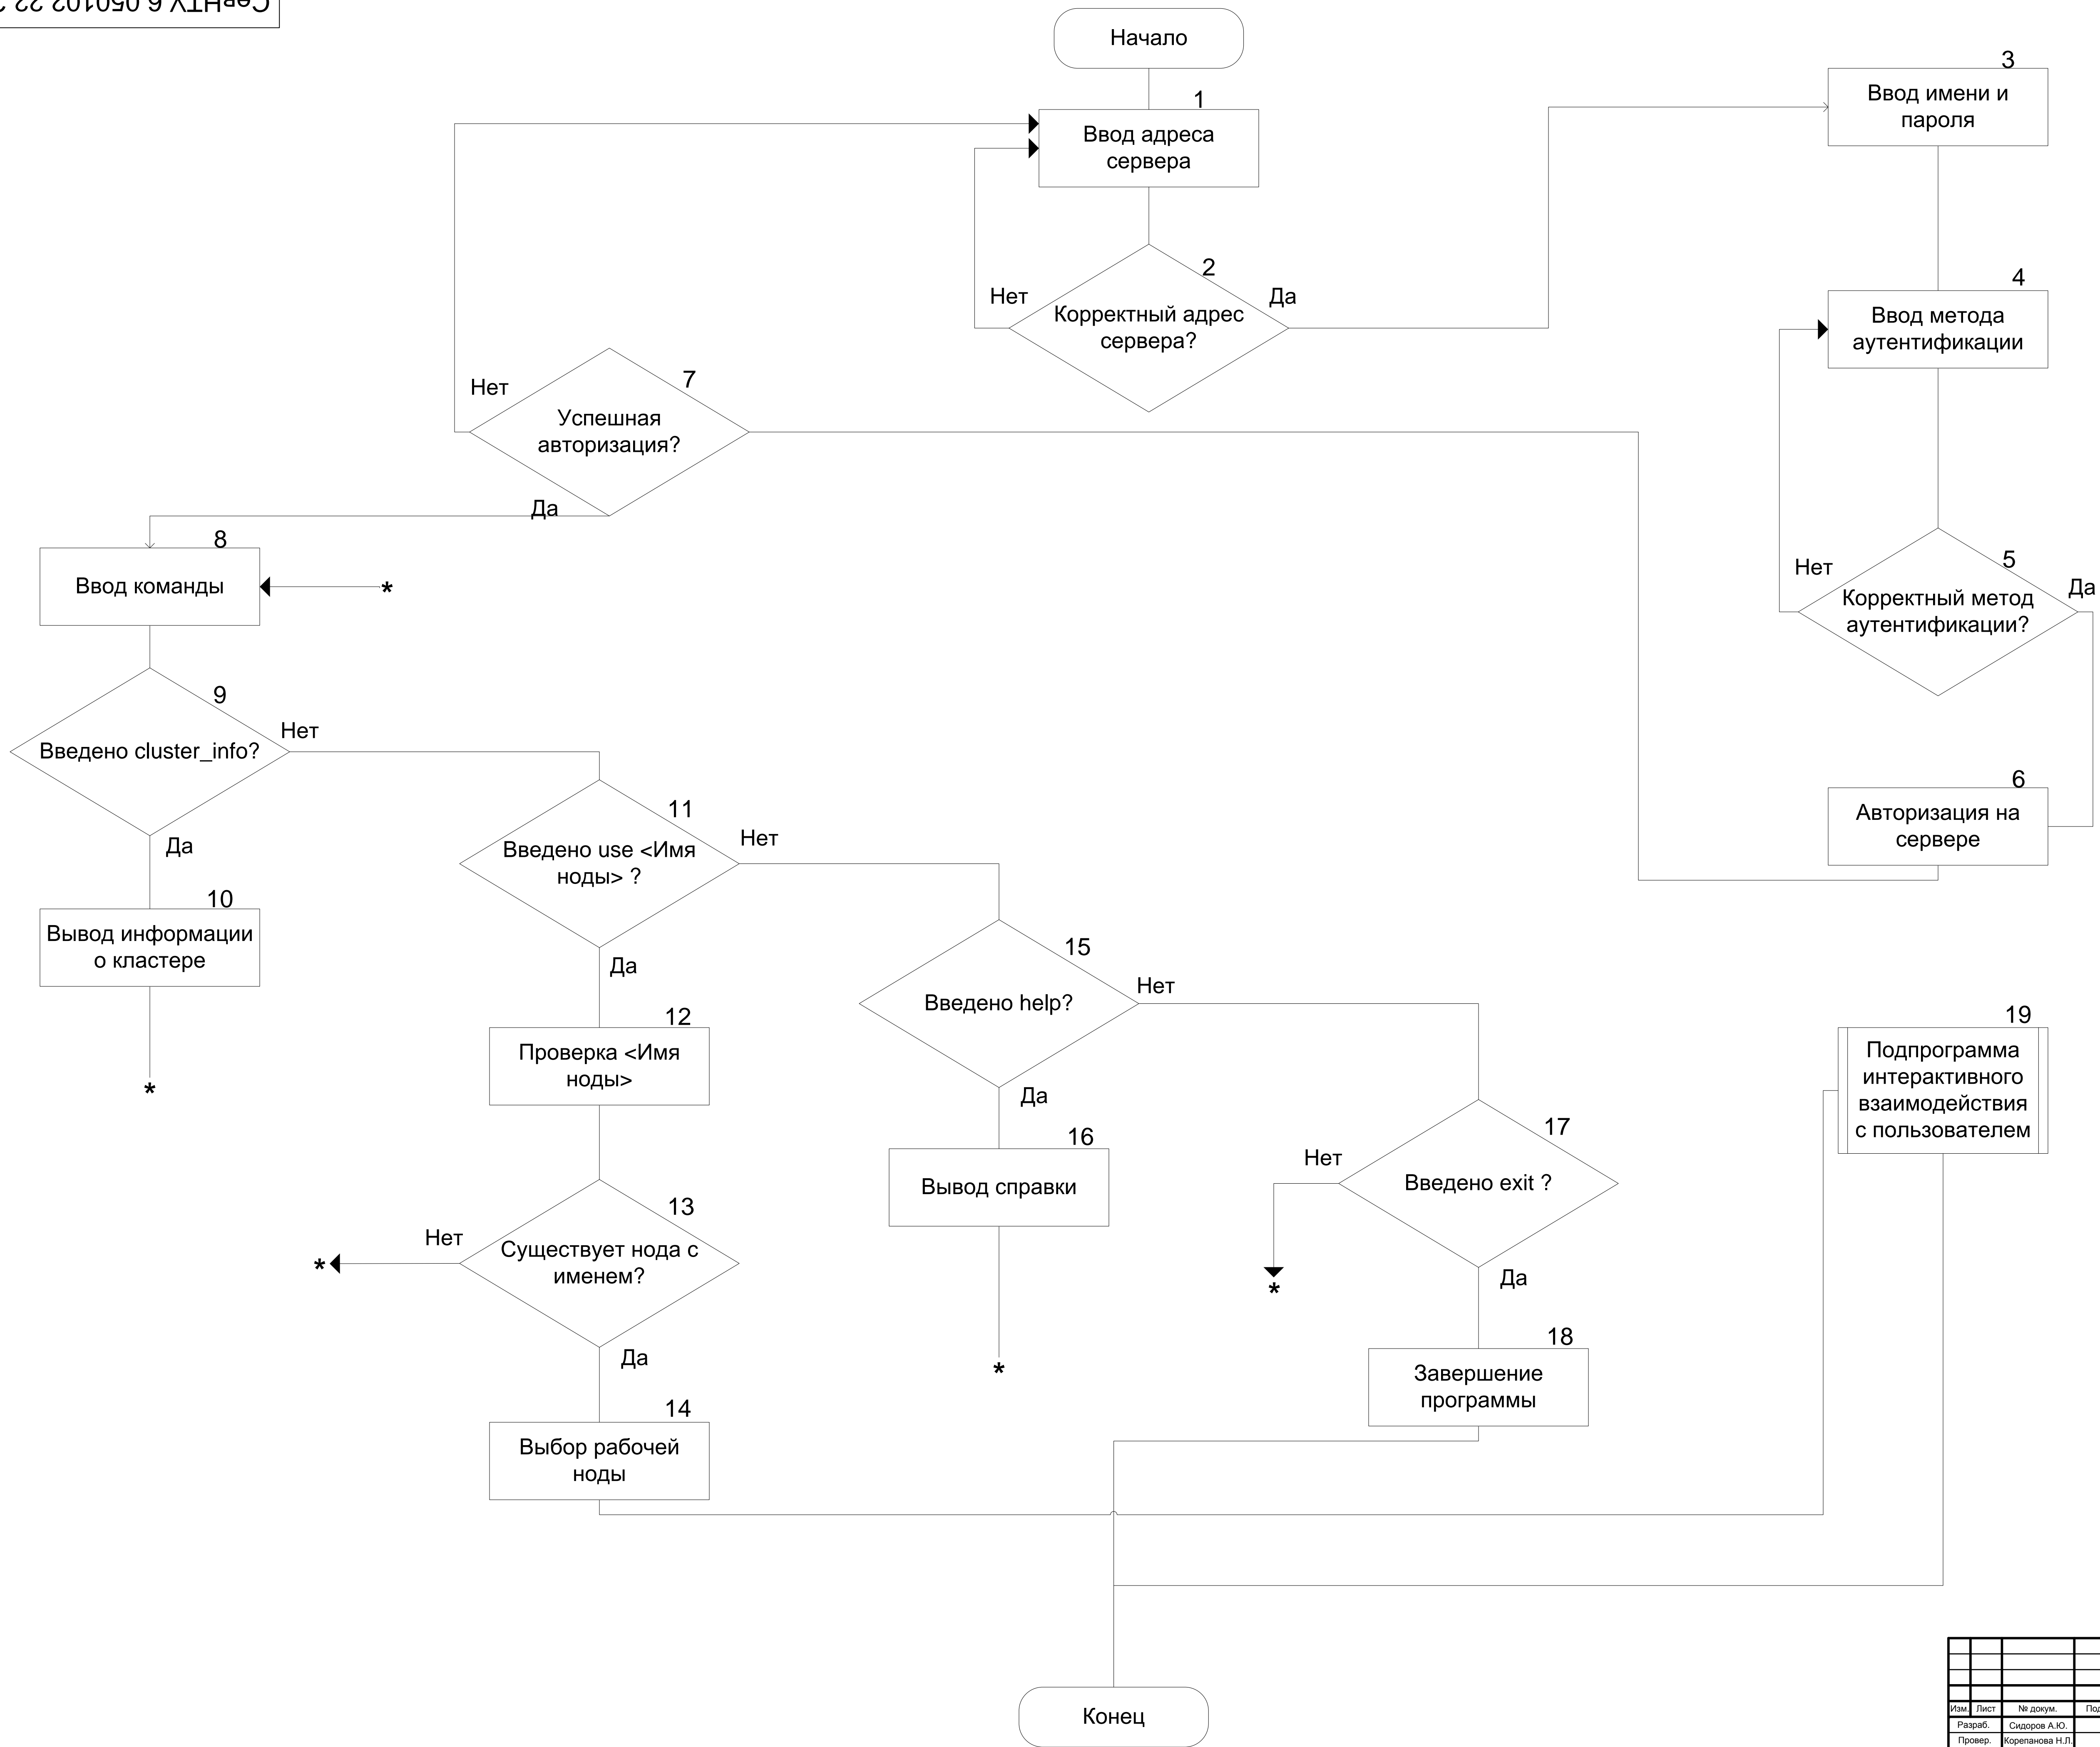 СевНТУ 6.050102.22
Начало
1
Ввод адреса
сервера
2
Нет
Да
Корректный адрес
сервера?
3
Ввод имени и
пароля
4
Ввод метода
аутентификации
5
Нет
Да
Корректный метод
аутентификации?
6
Авторизация на
сервере
7
Нет
Успешная
авторизация?
Да
8
Ввод команды
*
9
Введено cluster_info?
Нет
Да
10
Вывод информации
о кластере
*
11
Введено use <Имя
ноды> ?
Нет
Да
12
Проверка <Имя
ноды>
13
Нет
*
Существует нода с
именем?
Да
14
Выбор рабочей
ноды
15
Введено help?
Нет
Да
16
Вывод справки
*
17
Нет
Введено exit ?
*
Да
18
Завершение
программы
19
Подпрограмма
интерактивного
взаимодействия
с пользователем
Конец
Изм. Лист № докум.
Разраб. Сидоров А.Ю.
Провер. Корепанова Н.Л.